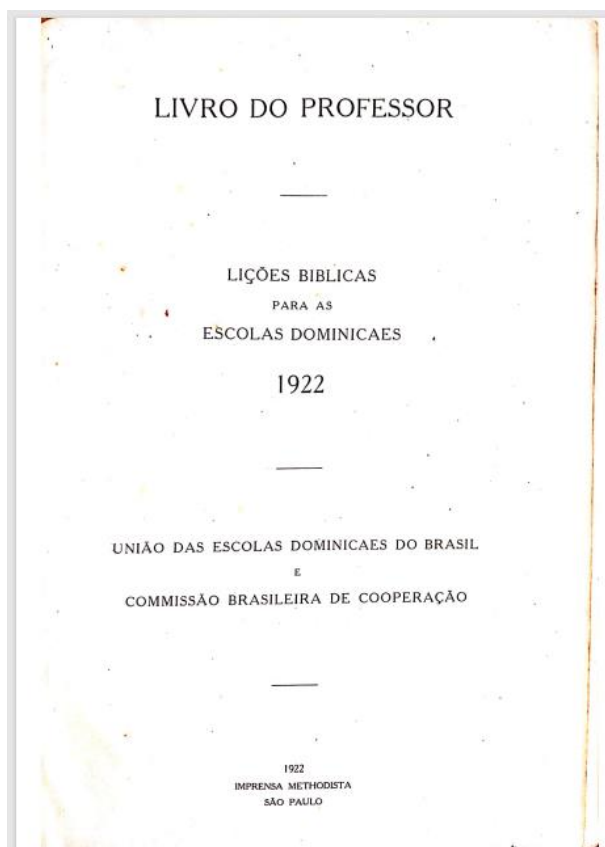 LIVRO DO PROFESSOR
LIÇÕES BIBLICAS
PARA AS
ESCOLAS DOMINICAES
1922
UNIÃO DAS ESCOLAS DOMINICAES DO BRASIL
E
COMMISSÃO BRASILEIRA DE COOPERAÇÃO
1922
IMPRENSA METHODISTA
SÃO PAULO